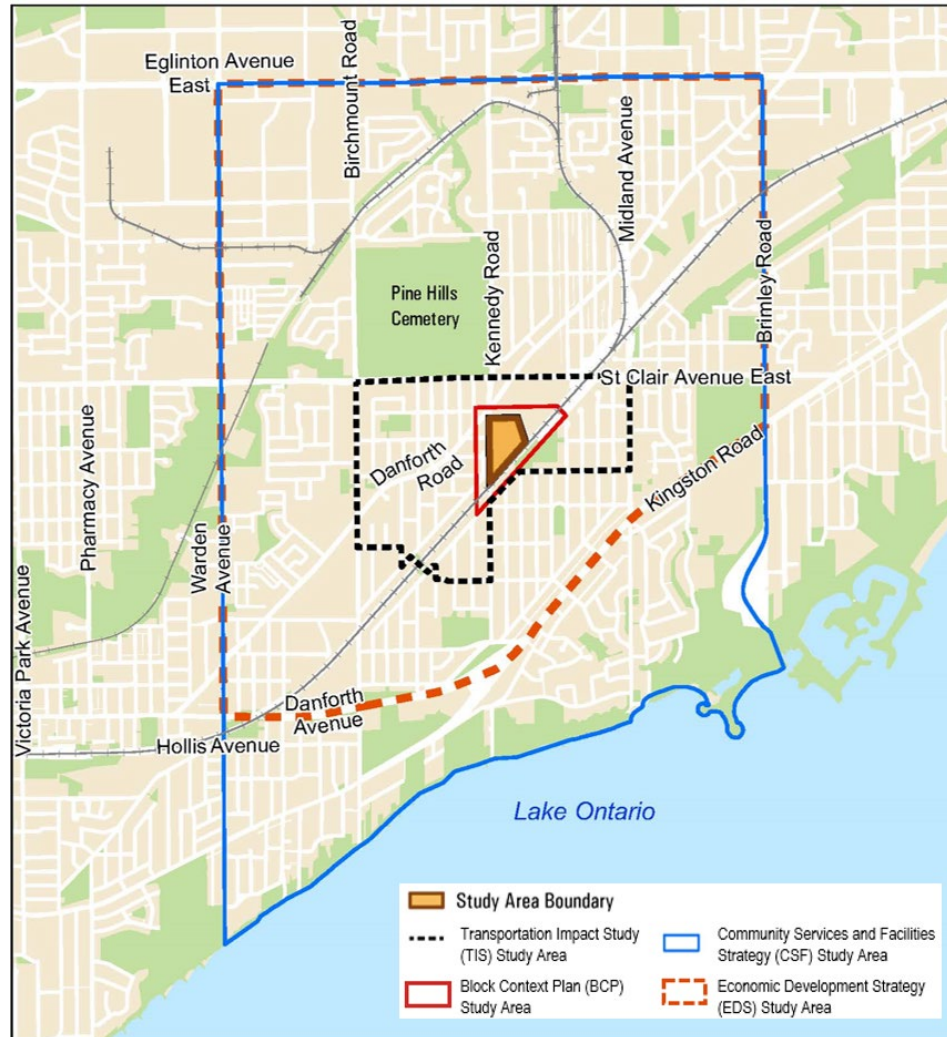 Eglinton Avenue
East
Birchmount Road
Midland Avenue
Kennedy Road
Brimley Road
Pine Hills
Cemetery
St Clair Avenue East
Danforth
Road
Kingston Road
Pharmacy Avenue
Warden
Avenue
Victoria Park Avenue
Danforth
Avenue
Hollis Avenue
Lake Ontario
Study Area Boundary
Transportation Impact Study
(TIS) Study Area
Community Services and Facilities
Strategy (CSF) Study Area
Block Context Plan (BCP)
Study Area
Economic Development Strategy
(EDS) Study Area